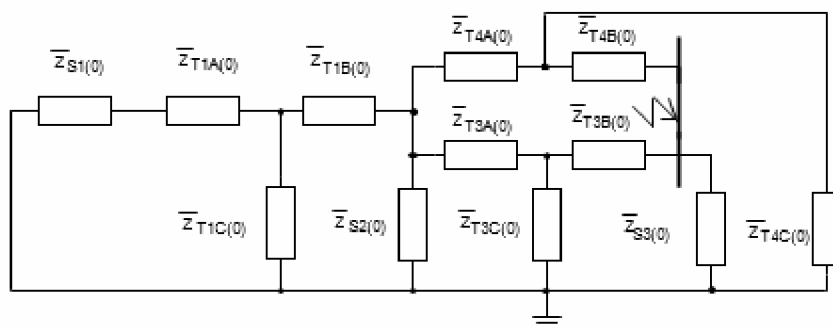 z̅S1(0)
z̅T1A(0)
z̅T1B(0)
z̅T4A(0)
z̅T4B(0)
z̅T3A(0)
z̅T3B(0)
z̅T1C(0)
z̅S2(0)
z̅T3C(0)
z̅S3(0)
z̅T4C(0)